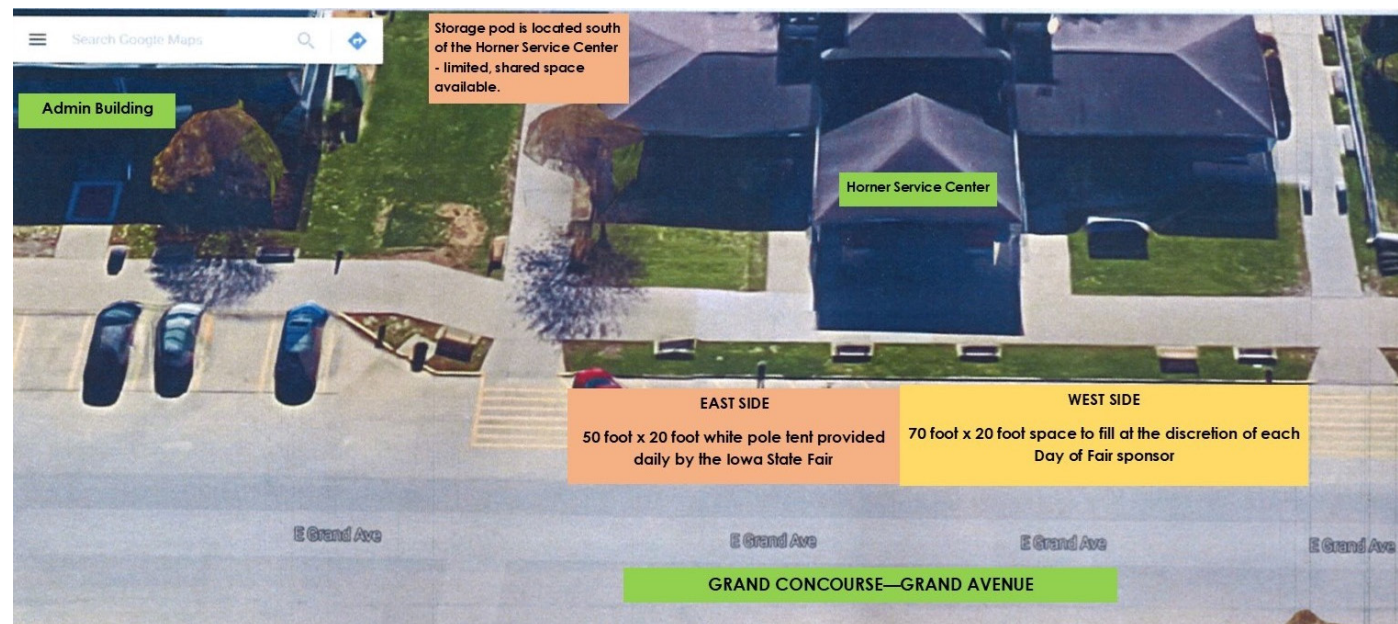 Search Google Maps
Storage pod is located south
of the Horner Service Center
- limited, shared space
available.
Admin Building
Horner Service Center
EAST SIDE
50 foot x 20 foot white pole tent provided
daily by the Iowa State Fair
WEST SIDE
70 foot x 20 foot space to fill at the discretion of each
Day of Fair sponsor
E Grand Ave
E Grand Ave
E Grand Ave
E Grand Ave
GRAND CONCOURSE—GRAND AVENUE